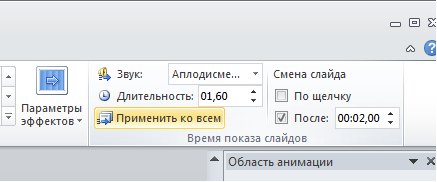 Параметры эффектов
Звук: Аплодисме...
Длительность: 01,60
Применить ко всем
Смена слайда
По щелчку
После: 00:02,00
Время показа слайдов
Область анимации